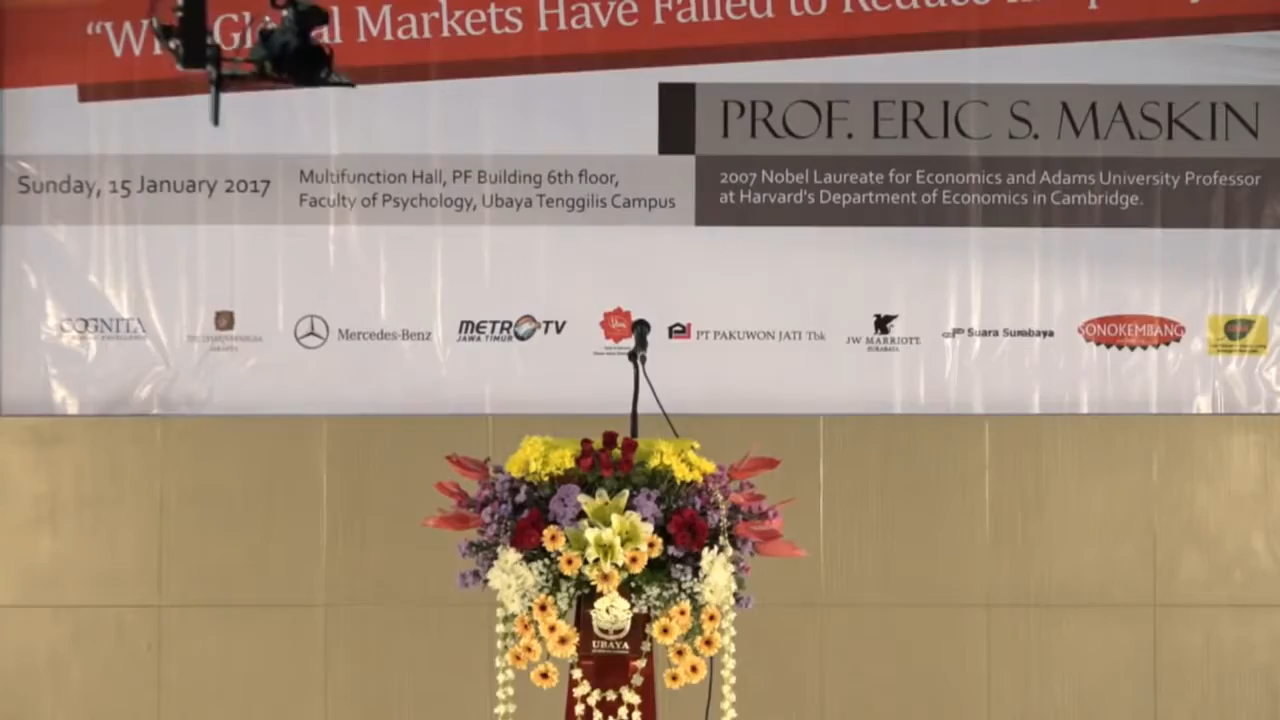 Markets Have Failed to Reduce
PROF. ERIC S. MASKIN
Sunday, 15 January 2017
Multifunction Hall, PF Building 6th floor,
Faculty of Psychology, Ubaya Tenggilis Campus
2007 Nobel Laureate for Economics and Adams University Professor
at Harvard's Department of Economics in Cambridge.
COGNITA
Mercedes-Benz
METRO TV
JAWA TIMUR
PT PAKUWON JATI Tbk
JW MARRIOTT
SURABAYA
Suara Surabaya
SONOKEMBANG
UBAYA